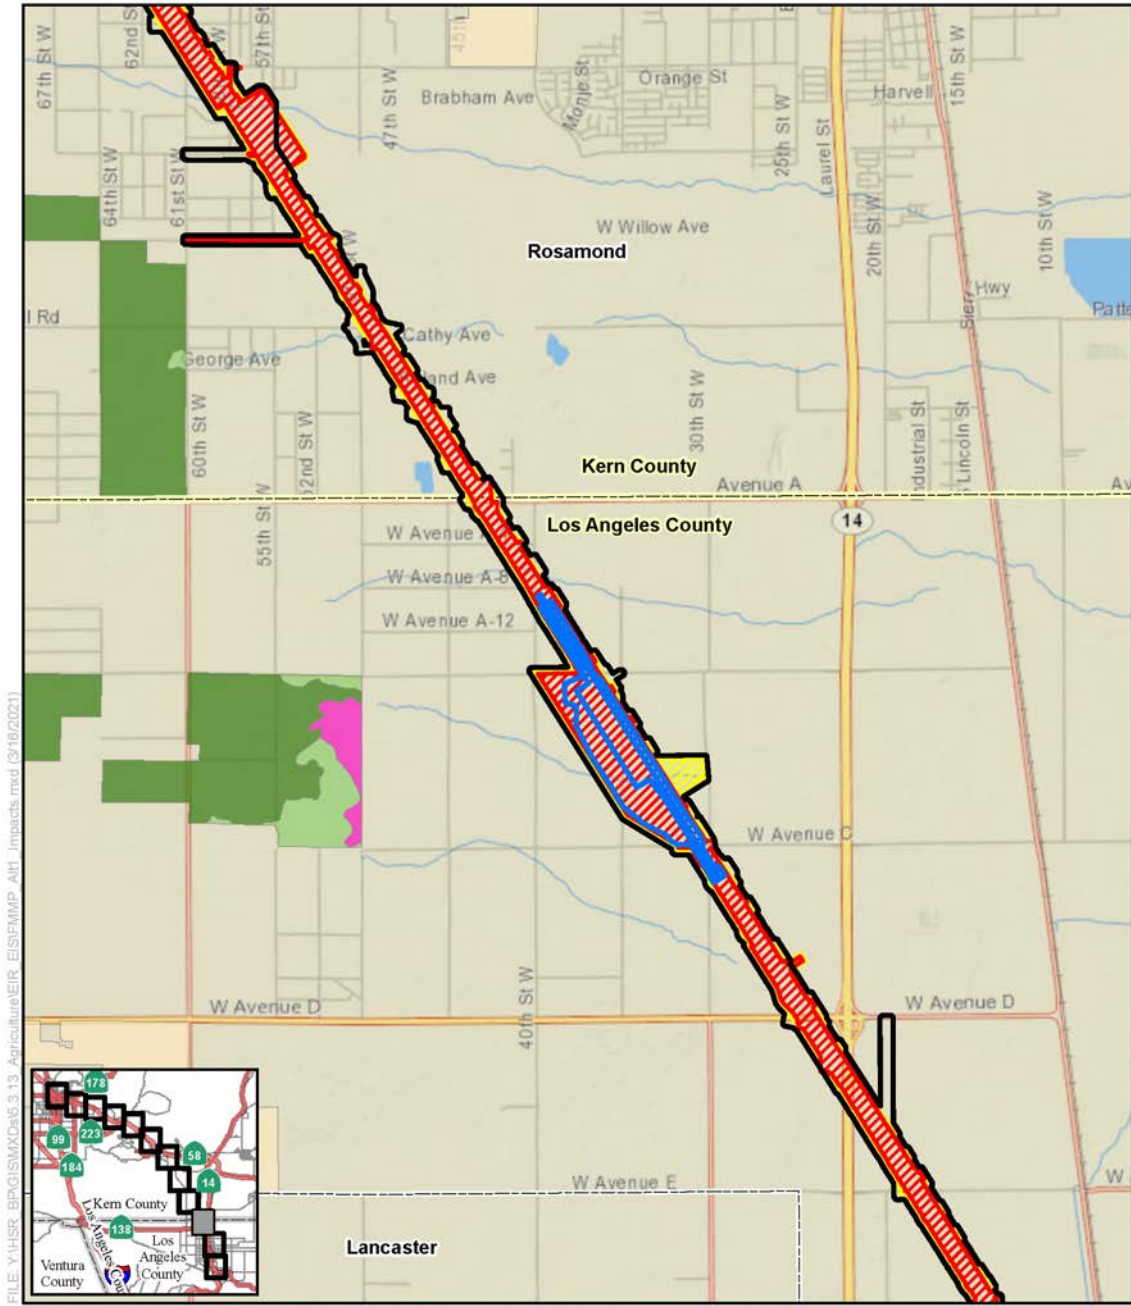 67th St W
62nd St W
57th St W
45th
47th St W
Brabham Ave
Monje St
Orange St
Harvell
15th St W
25th St W
Laurel St
64th St W
61st St W
W Willow Ave
20th St W
10th St W
Rosamond
Hwy
l Rd
Cathy Ave
George Ave
60th St W
52nd St W
30th St W
Industrial St
Lincoln St
Kern County
Avenue A
Los Angeles County
14
55th St W
W Avenue
W Avenue A-8
W Avenue A-12
W Avenue C
W Avenue D
40th St W
W Avenue D
W Avenue E
W
Lancaster
178
99
223
58
184
14
Kern County
138
Los Angeles
Los
Angeles
County
Ventura
County